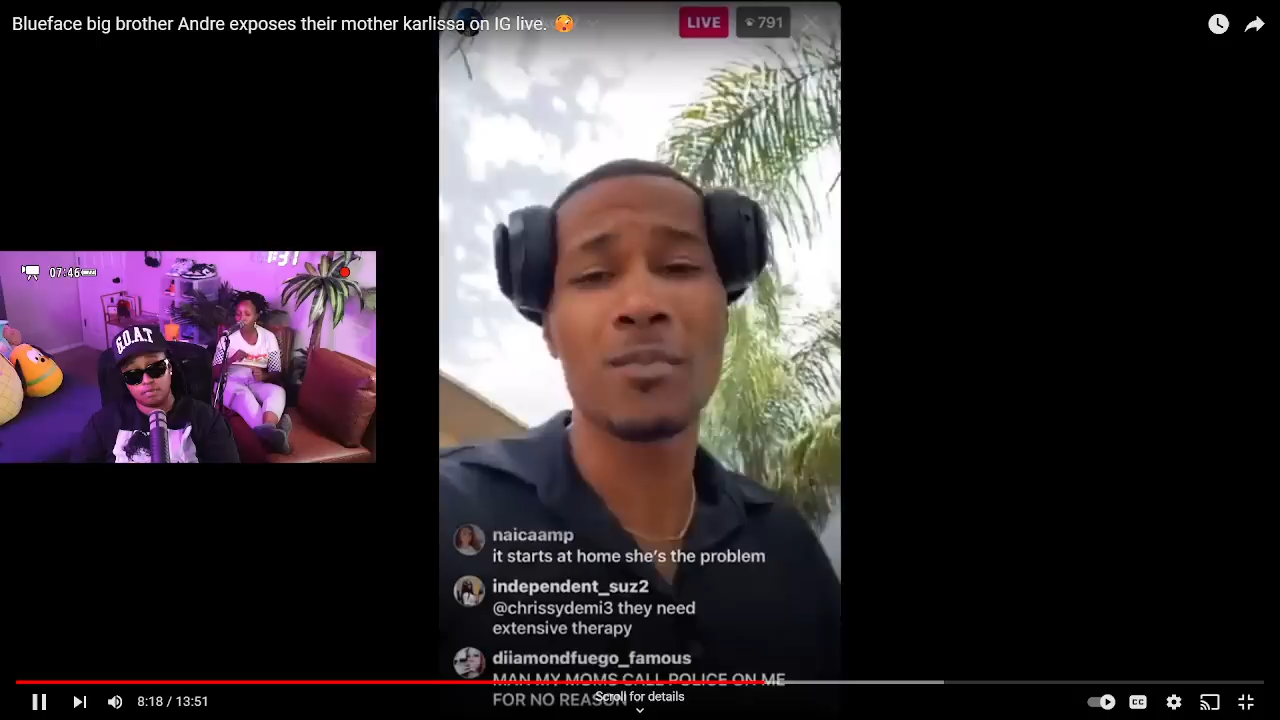 Blueface big brother Andre exposes their mother karlissa on IG live.
LIVE
791
07:46
G.O.A.T
naicaamp
it starts at home she's the problem
independent_suz2
@chrissydemi3 they need
extensive therapy
diiamondfuego_famous
MAN MY MOMS CALL POLICE ON ME
FOR NO REASON
Scroll for details
8:18 / 13:51
CC